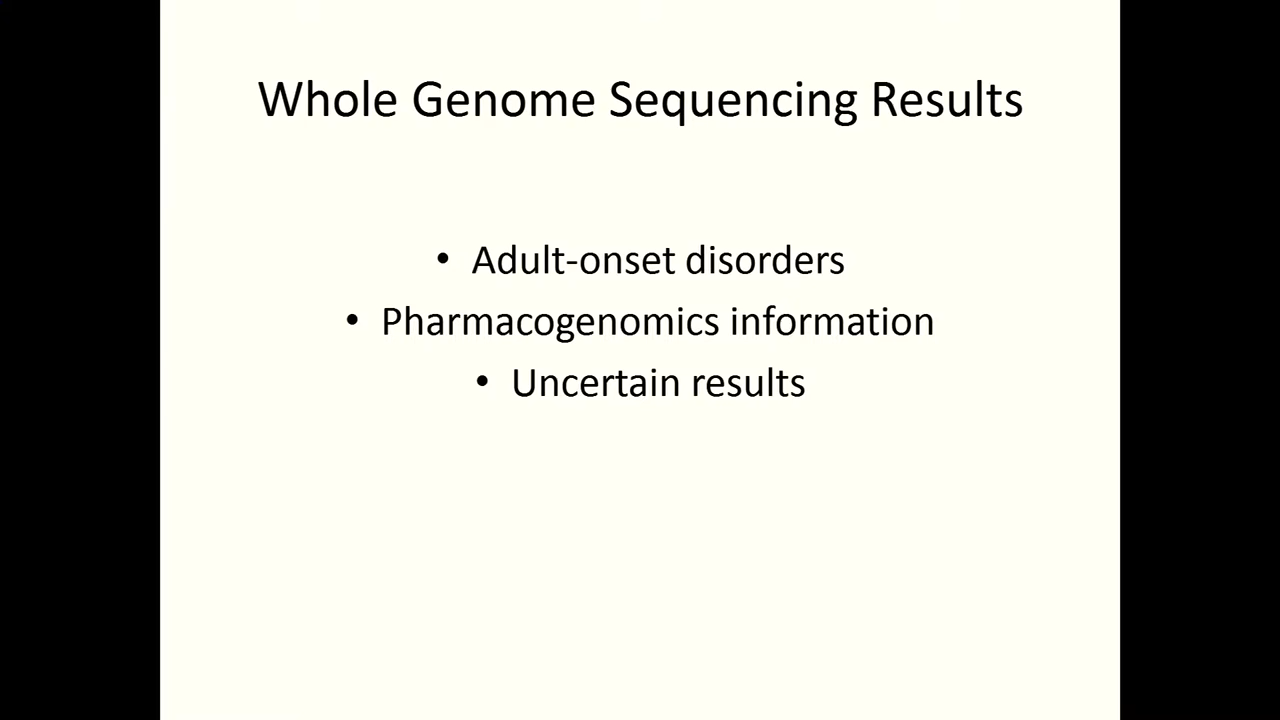 Whole Genome Sequencing Results
• Adult-onset disorders
• Pharmacogenomics information
• Uncertain results